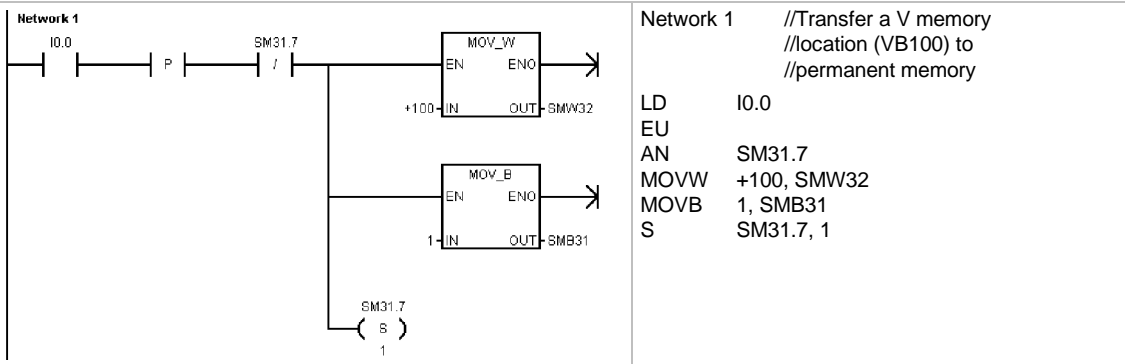 Network 1
I0.0
P
SM31.7
/
MOV_W
EN ENO
+100 IN OUT SMW32
MOV_B
EN ENO
1 IN OUT SMB31
SM31.7
S
1
Network 1 //Transfer a V memory
//location (VB100) to
//permanent memory
LD I0.0
EU
AN SM31.7
MOVW +100, SMW32
MOVB 1, SMB31
S SM31.7, 1